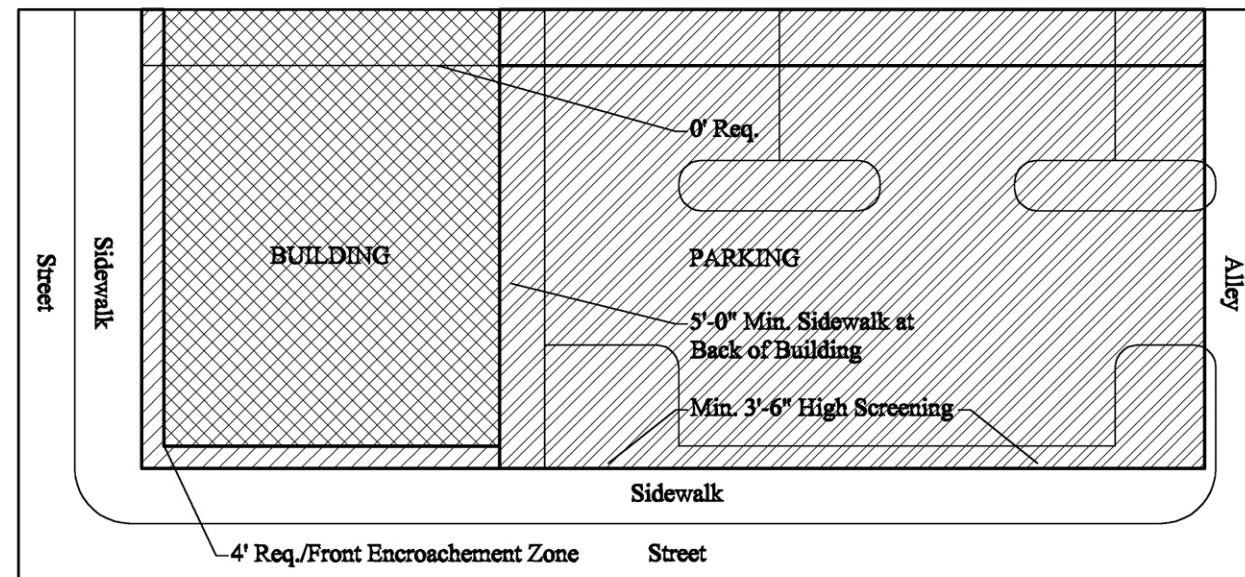 0' Req.
BUILDING
PARKING
Street
Sidewalk
Alley
5'-0" Min. Sidewalk at
Back of Building
Min. 3'-6" High Screening
Sidewalk
4' Req./Front Encroachement Zone
Street